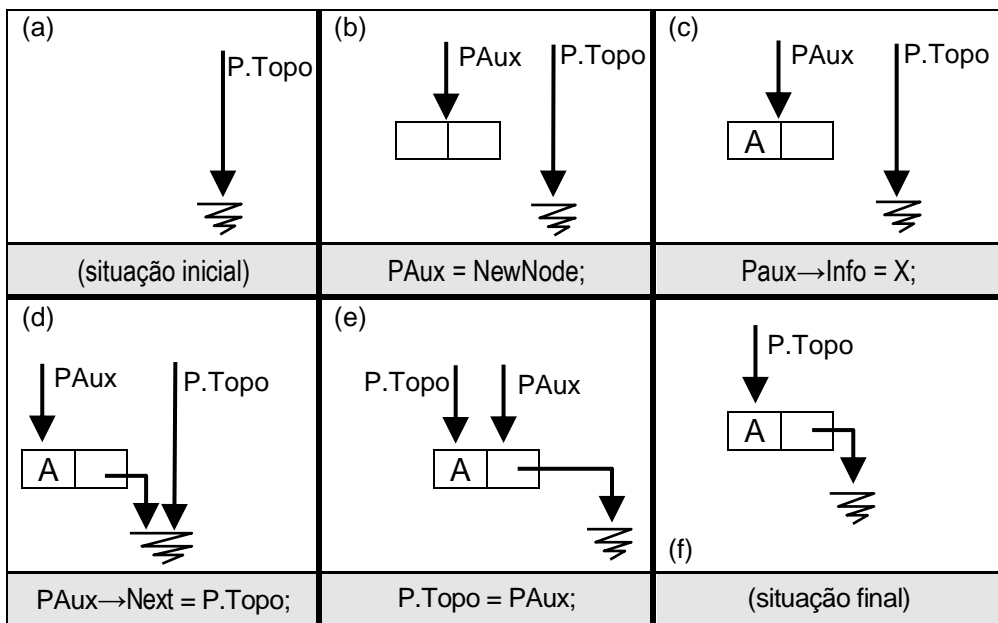 (a)
P.Topo
(situação inicial)
(b)
PAux P.Topo
PAux = NewNode;
(c)
PAux P.Topo
A
Paux→Info = X;
(d)
PAux P.Topo
A
PAux→Next = P.Topo;
(e)
P.Topo PAux
A
P.Topo = PAux;
P.Topo
A
(f)
(situação final)